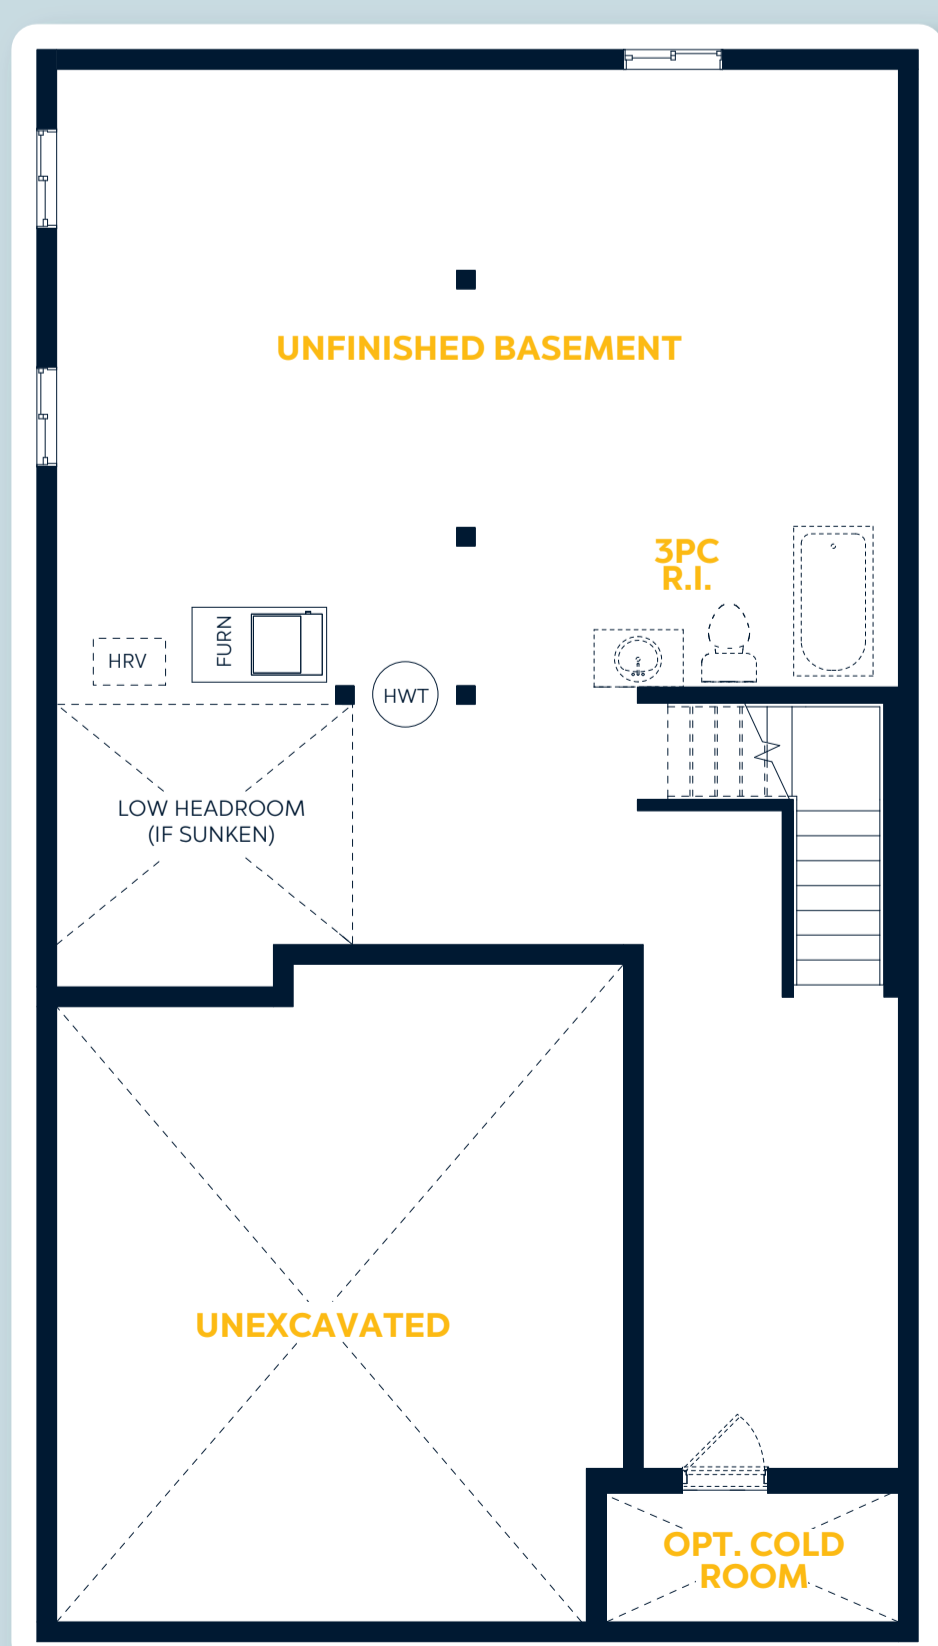 UNFINISHED BASEMENT
3PC
R.I.
FURN
HRV
HWT
LOW HEADROOM
(IF SUNKEN)
UNEXCAVATED
OPT. COLD
ROOM